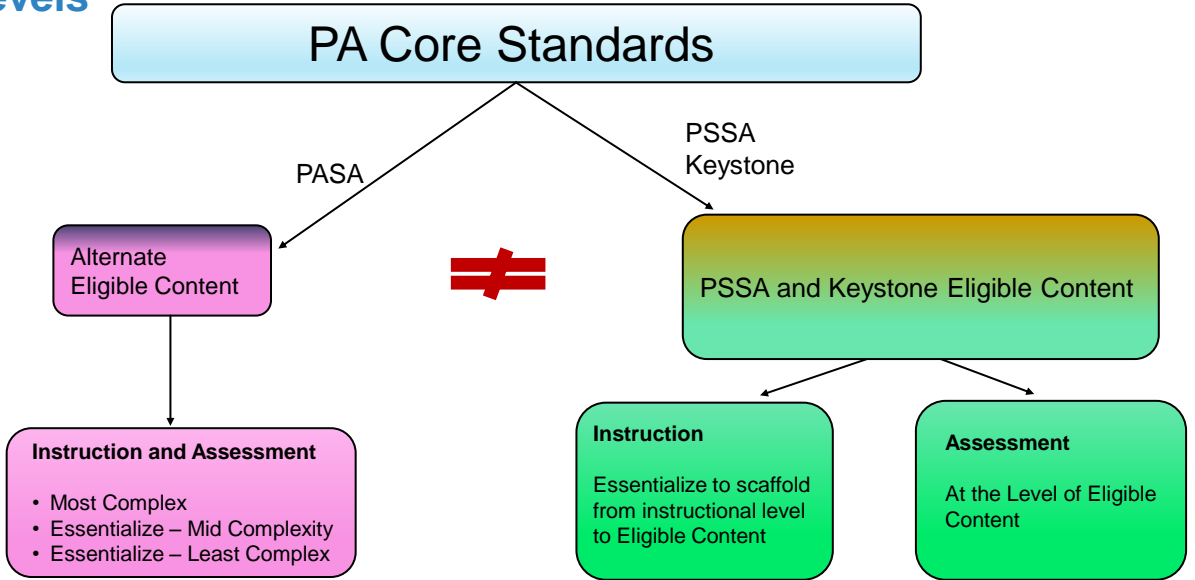 PA Core Standards
PASA
PSSA
Keystone
Alternate
Eligible Content
≠
PSSA and Keystone Eligible Content
Instruction and Assessment
• Most Complex
• Essentialize – Mid Complexity
• Essentialize – Least Complex
Instruction
Essentialize to scaffold
from instructional level
to Eligible Content
Assessment
At the Level of Eligible
Content